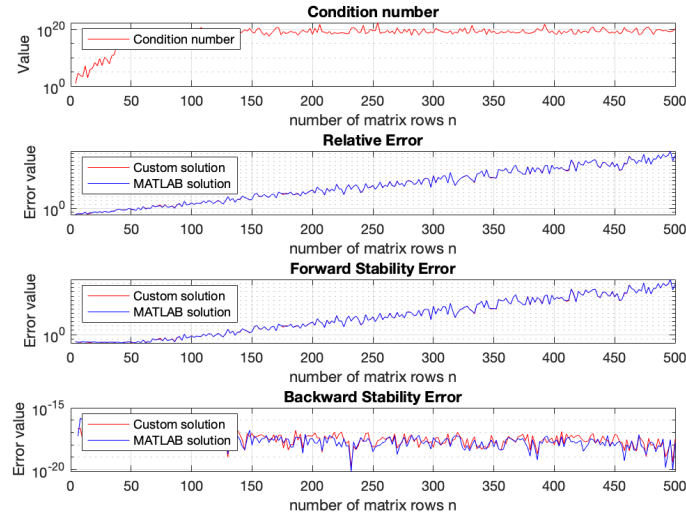 Condition number
10^20
Condition number
Value
10^0
0 50 100 150 200 250 300 350 400 450 500
number of matrix rows n
Relative Error
Custom solution
MATLAB solution
Error value
10^0
0 50 100 150 200 250 300 350 400 450 500
number of matrix rows n
Forward Stability Error
Custom solution
MATLAB solution
Error value
10^0
0 50 100 150 200 250 300 350 400 450 500
number of matrix rows n
Backward Stability Error
10^-15
Custom solution
MATLAB solution
Error value
10^-20
0 50 100 150 200 250 300 350 400 450 500
number of matrix rows n